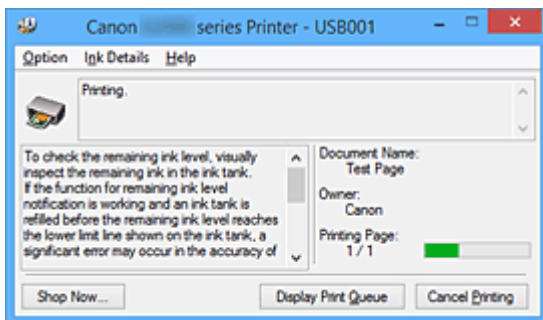 Canon series Printer - USB001
Option Ink Details Help
Printing.
To check the remaining ink level, visually
inspect the remaining ink in the ink tank.
If the function for remaining ink level
notification is working and an ink tank is
refilled before the remaining ink level reaches
the lower limit line shown on the ink tank, a
significant error may occur in the accuracy of
Document Name:
Test Page
Owner:
Canon
Printing Page:
1 / 1
Shop Now... Display Print Queue Cancel Printing